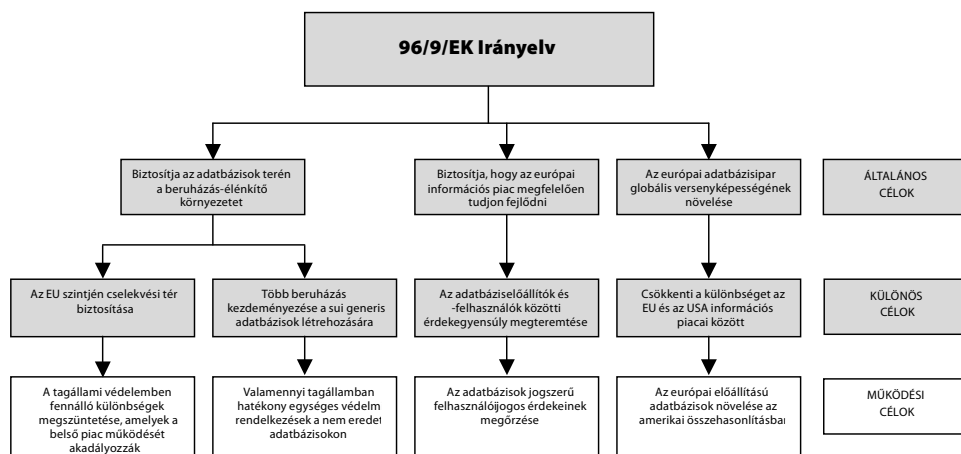 96/9/EK Irányelv
Biztosítja az adatbázisok terén
a beruházás-élénkítő
környezetet
Biztosítja, hogy az európai
információs piac megfelelően
tudjon fejlődni
Az európai adatbázisipar
globális versenyképességének
növelése
ÁLTALÁNOS
CÉLOK
Az EU szintjén cselekvési tér
biztosítása
Több beruházás
kezdeményezése a sui generis
adatbázisok létrehozására
Az adatbáziselőállítók és
-felhasználók közötti
érdekegyensúly megteremtése
Csökkenti a különbséget az
EU és az USA információs
piacai között
KÜLÖNÖS
CÉLOK
A tagállami védelemben
fennálló különbségek
megszüntetése, amelyek a
belső piac működését
akadályozzák
Valamennyi tagállamban
hatékony egységes védelm
rendelkezések a nem eredet
adatbázisokon
Az adatbázisok jogszerű
felhasználóijogos érdekeinek
megőrzése
Az európai előállítású
adatbázisok növelése az
amerikai összehasonlításba
MŰKÖDÉSI
CÉLOK